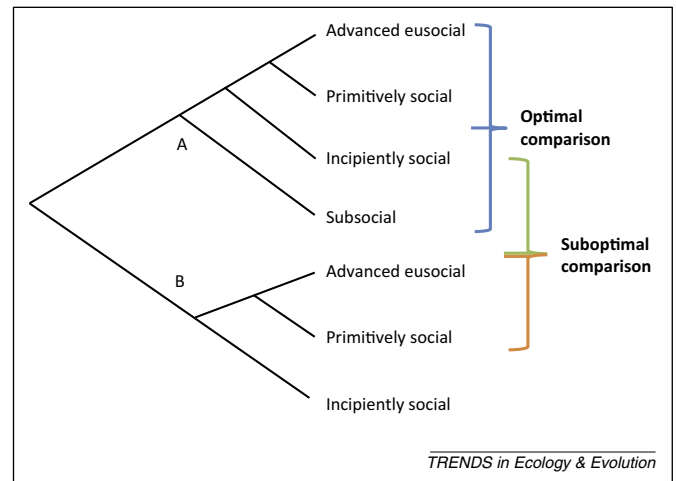 Advanced eusocial
Primitively social
Optimal
comparison
A
Incipiently social
Subsocial
Suboptimal
comparison
B
Advanced eusocial
Primitively social
Incipiently social
TRENDS in Ecology & Evolution